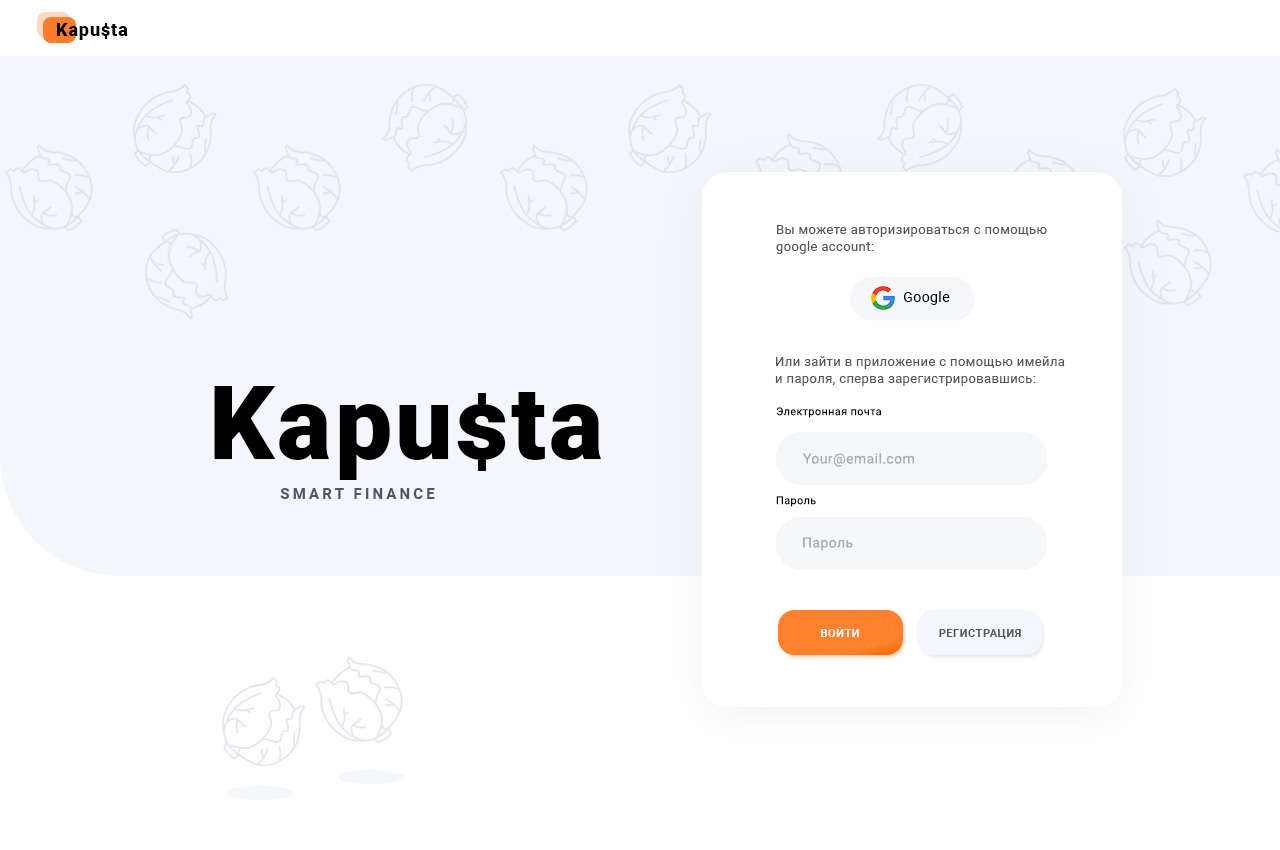 Kapu$ta
Вы можете авторизироваться с помощью
google account:
Google
Kapu$ta
SMART FINANCE
Или зайти в приложение с помощью имейла
и пароля, сперва зарегистрировавшись:
Электронная почта
Your@email.com
Пароль
Пароль
ВОЙТИ
РЕГИСТРАЦИЯ